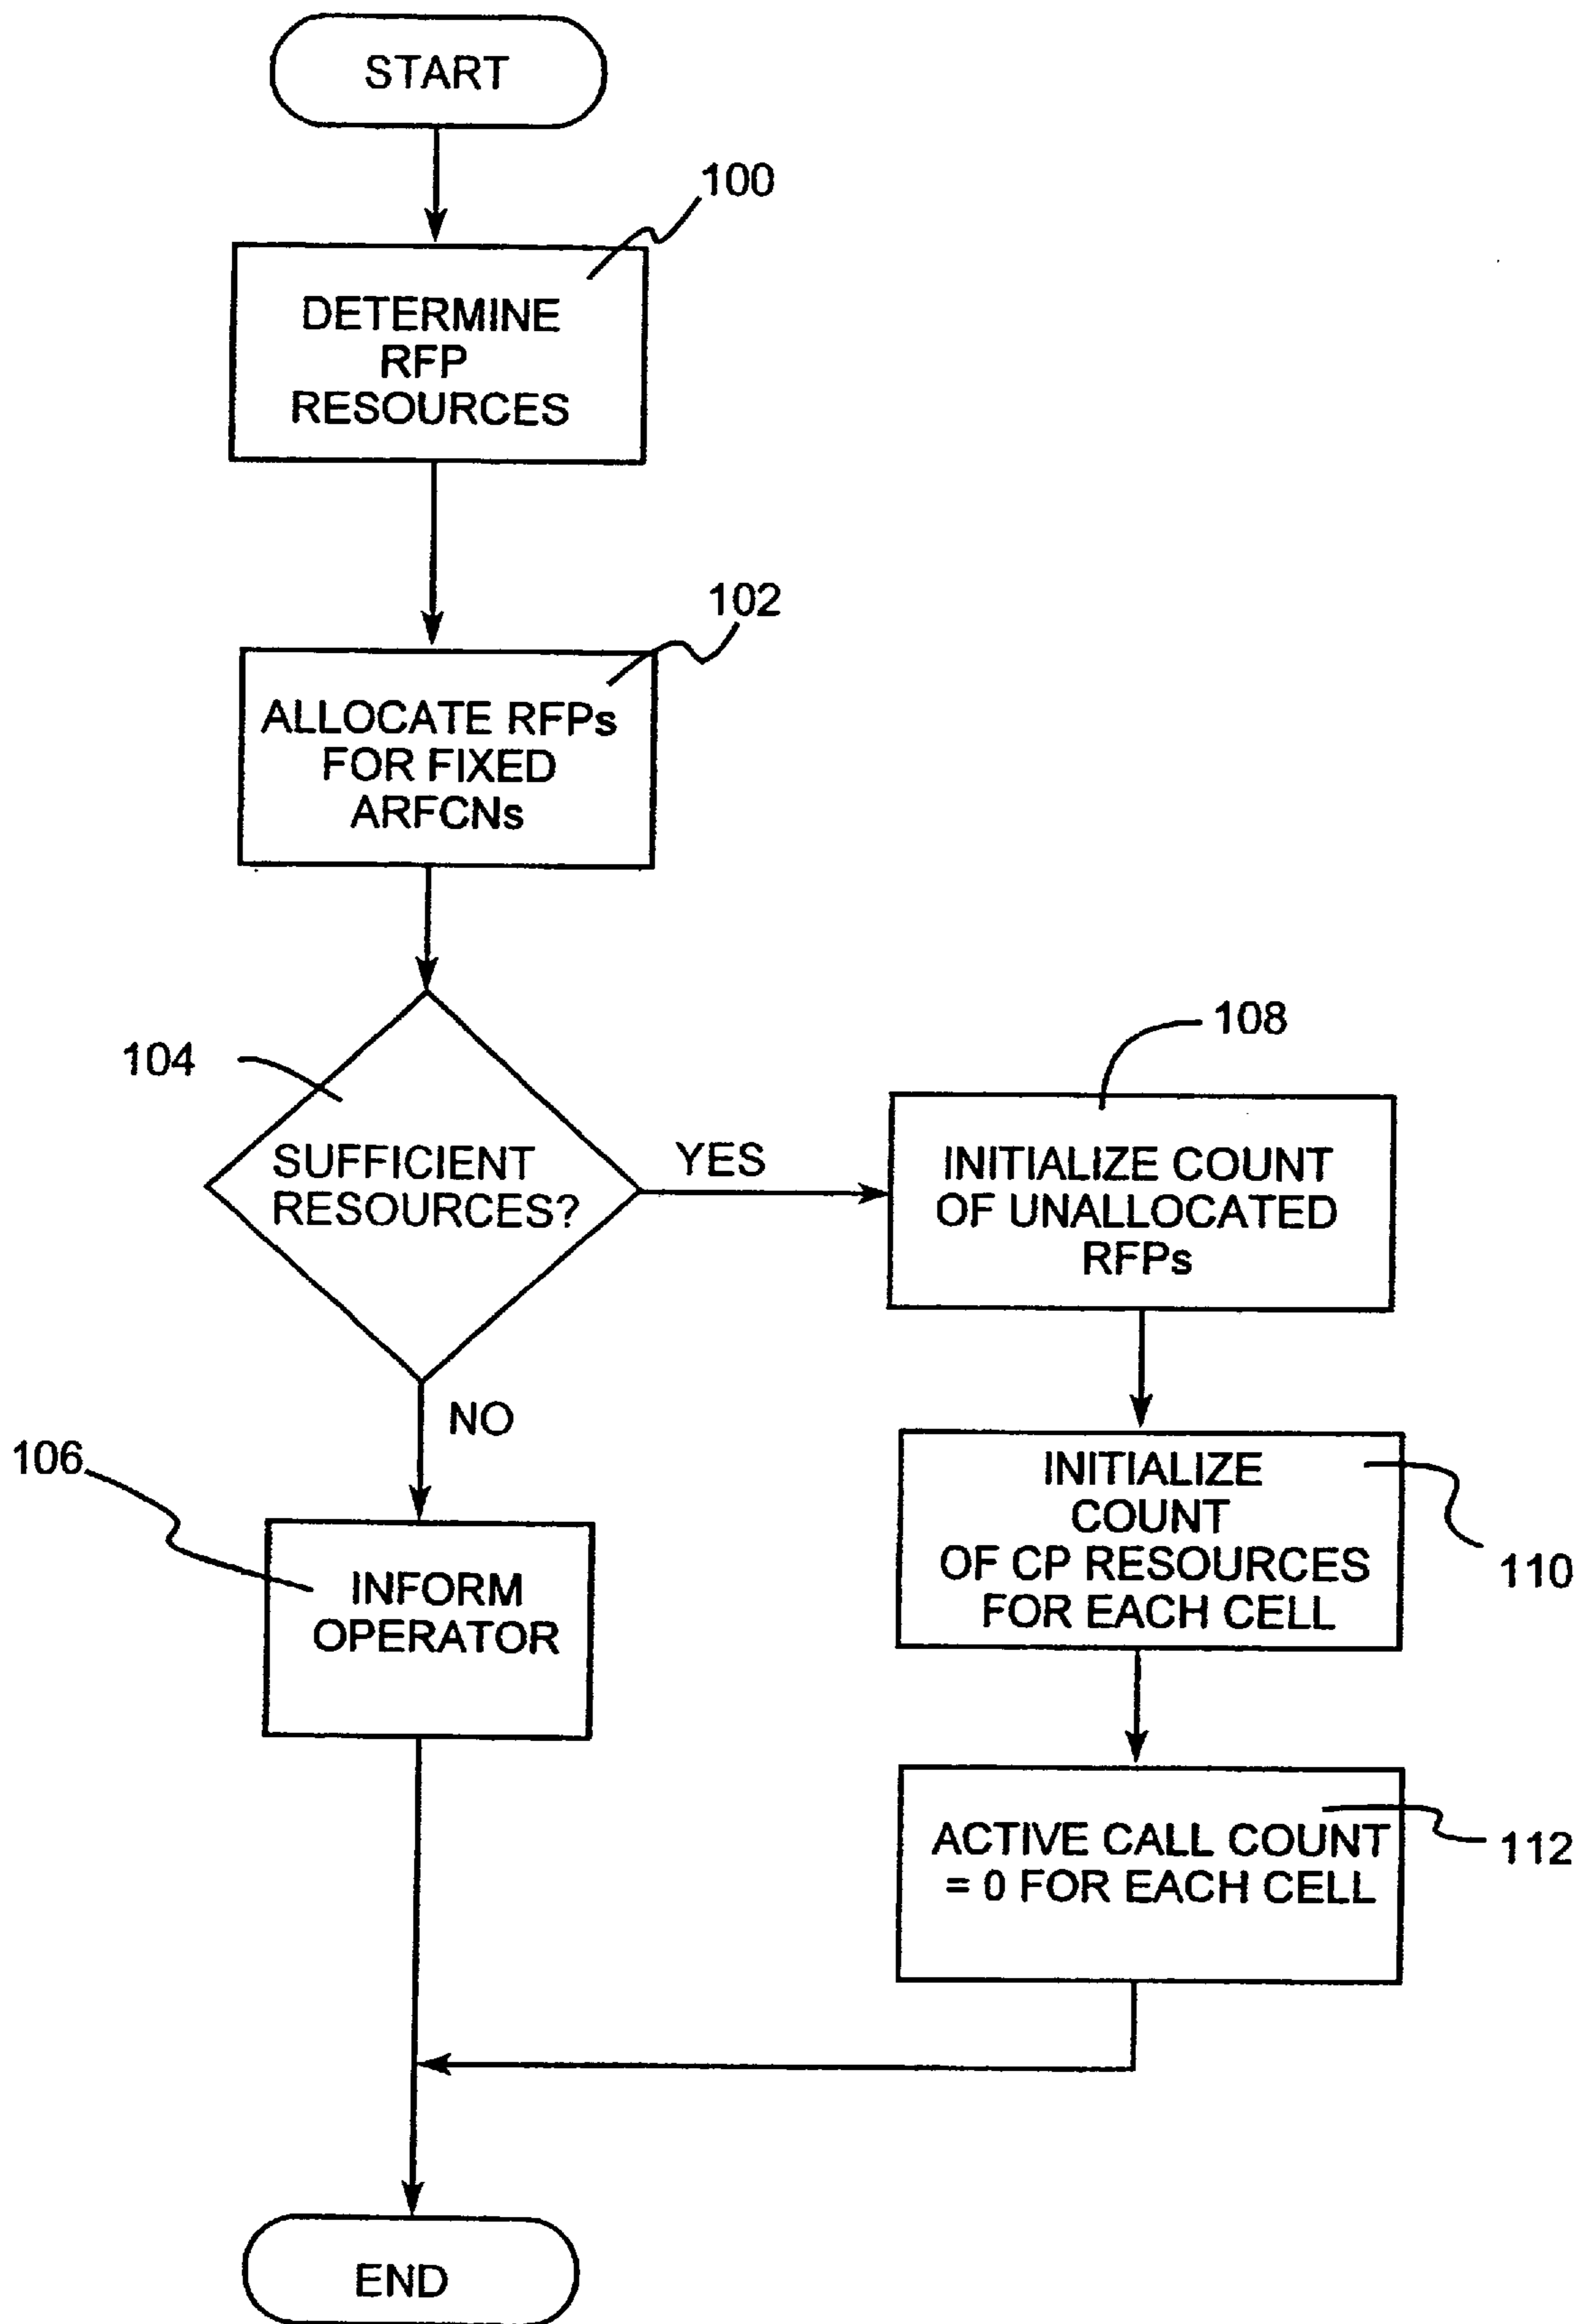 START
100
DETERMINE
RFP
RESOURCES
102
ALLOCATE RFPs
FOR FIXED
ARFCNs
104
SUFFICIENT
RESOURCES?
YES
NO
108
INITIALIZE COUNT
OF UNALLOCATED
RFPs
106
INFORM
OPERATOR
INITIALIZE
COUNT
OF CP RESOURCES
FOR EACH CELL
110
ACTIVE CALL COUNT
= 0 FOR EACH CELL
112
END